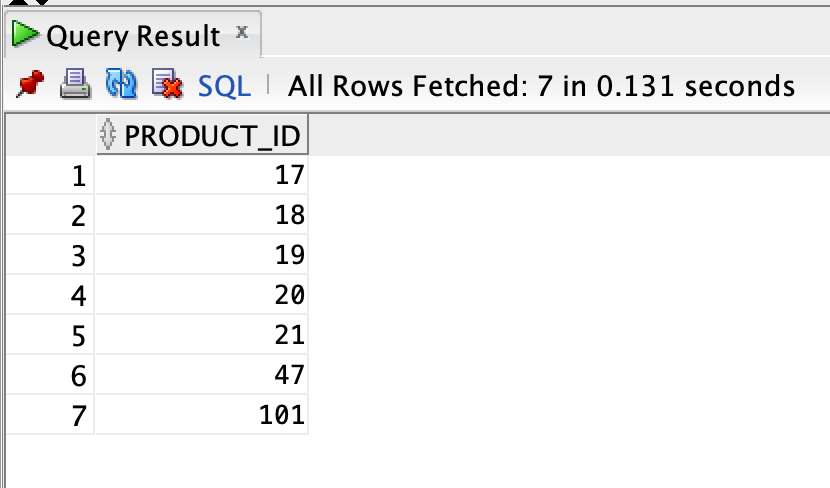 Query Result x
SQL | All Rows Fetched: 7 in 0.131 seconds
PRODUCT_ID
1 17
2 18
3 19
4 20
5 21
6 47
7 101